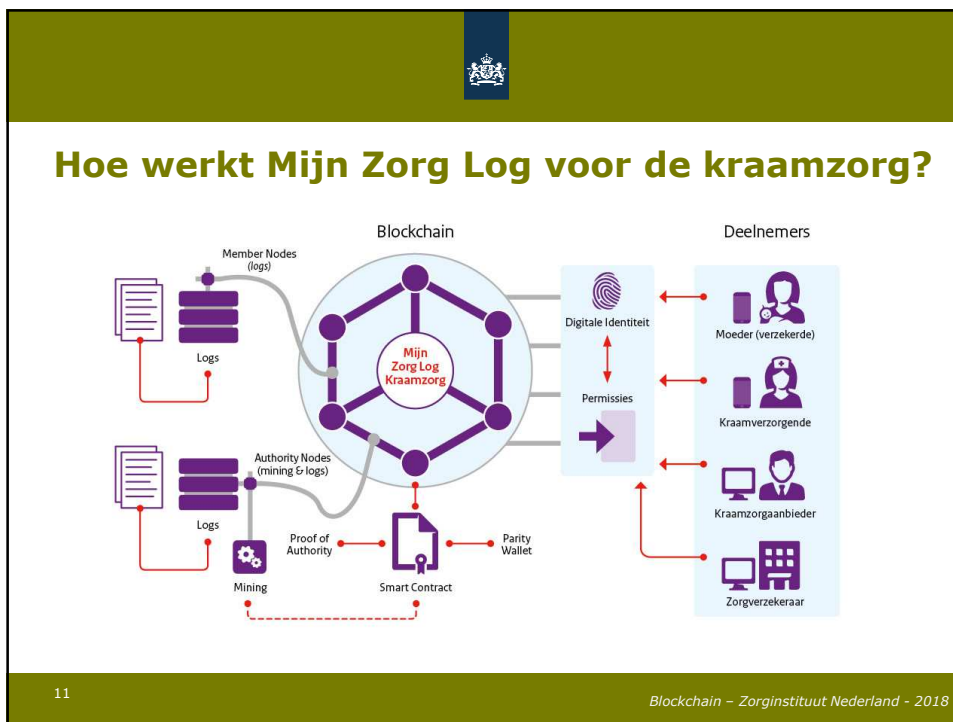 Hoe werkt Mijn Zorg Log voor de kraamzorg?
Blockchain
Deelnemers
Member Nodes
(logs)
Logs
Mijn
Zorg Log
Kraamzorg
Digitale Identiteit
Permissies
Moeder (verzekerde)
Kraamverzorgende
Kraamzorgaanbieder
Zorgverzekeraar
Authority Nodes
(mining & logs)
Logs
Mining
Proof of
Authority
Smart Contract
Parity
Wallet
11
Blockchain – Zorginstituut Nederland - 2018